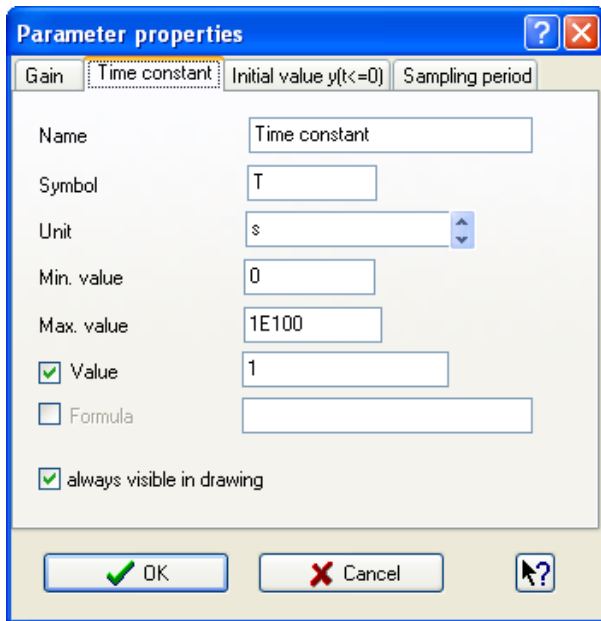 Parameter properties
Gain Time constant Initial value y(t<=0) Sampling period
Name Time constant
Symbol T
Unit s
Min. value 0
Max. value 1E100
Value 1
Formula
always visible in drawing
OK Cancel ?